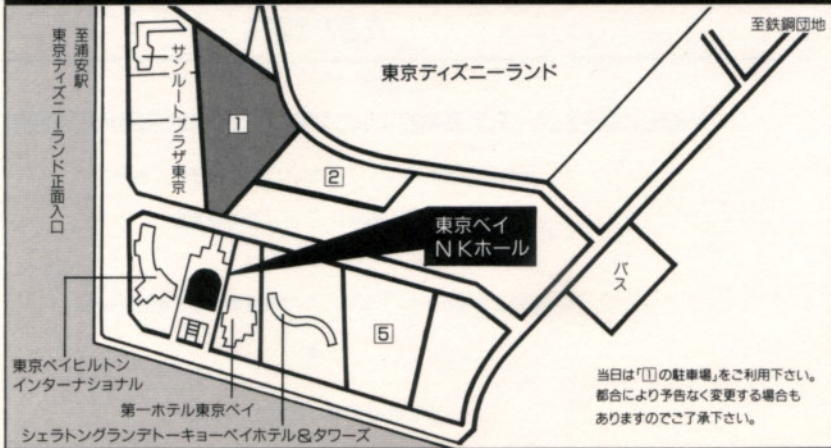 至浦安駅
東京ディズニーランド正面入口
サンルートプラザ東京
1
2
東京ディズニーランド
至鉄鋼団地
東京ベイ
NKホール
バス
5
東京ベイヒルトン
インターナショナル
第一ホテル東京ベイ
シェラトングランデトーキョーベイホテル&タワーズ
当日は「1の駐車場」をご利用下さい。
都合により予告なく変更する場合も
ありますのでご了承下さい。